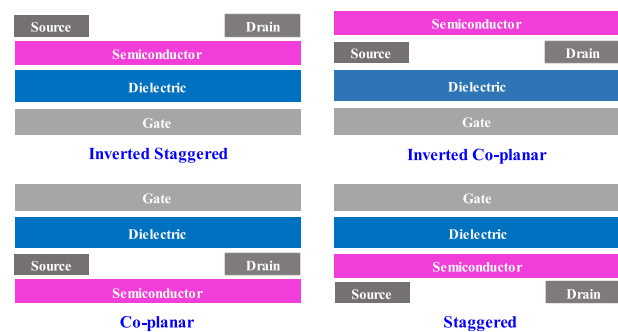 Source Drain
Semiconductor
Dielectric
Gate
Inverted Staggered
Semiconductor
Source Drain
Dielectric
Gate
Inverted Co-planar
Gate
Dielectric
Source Drain
Semiconductor
Co-planar
Gate
Dielectric
Semiconductor
Source Drain
Staggered